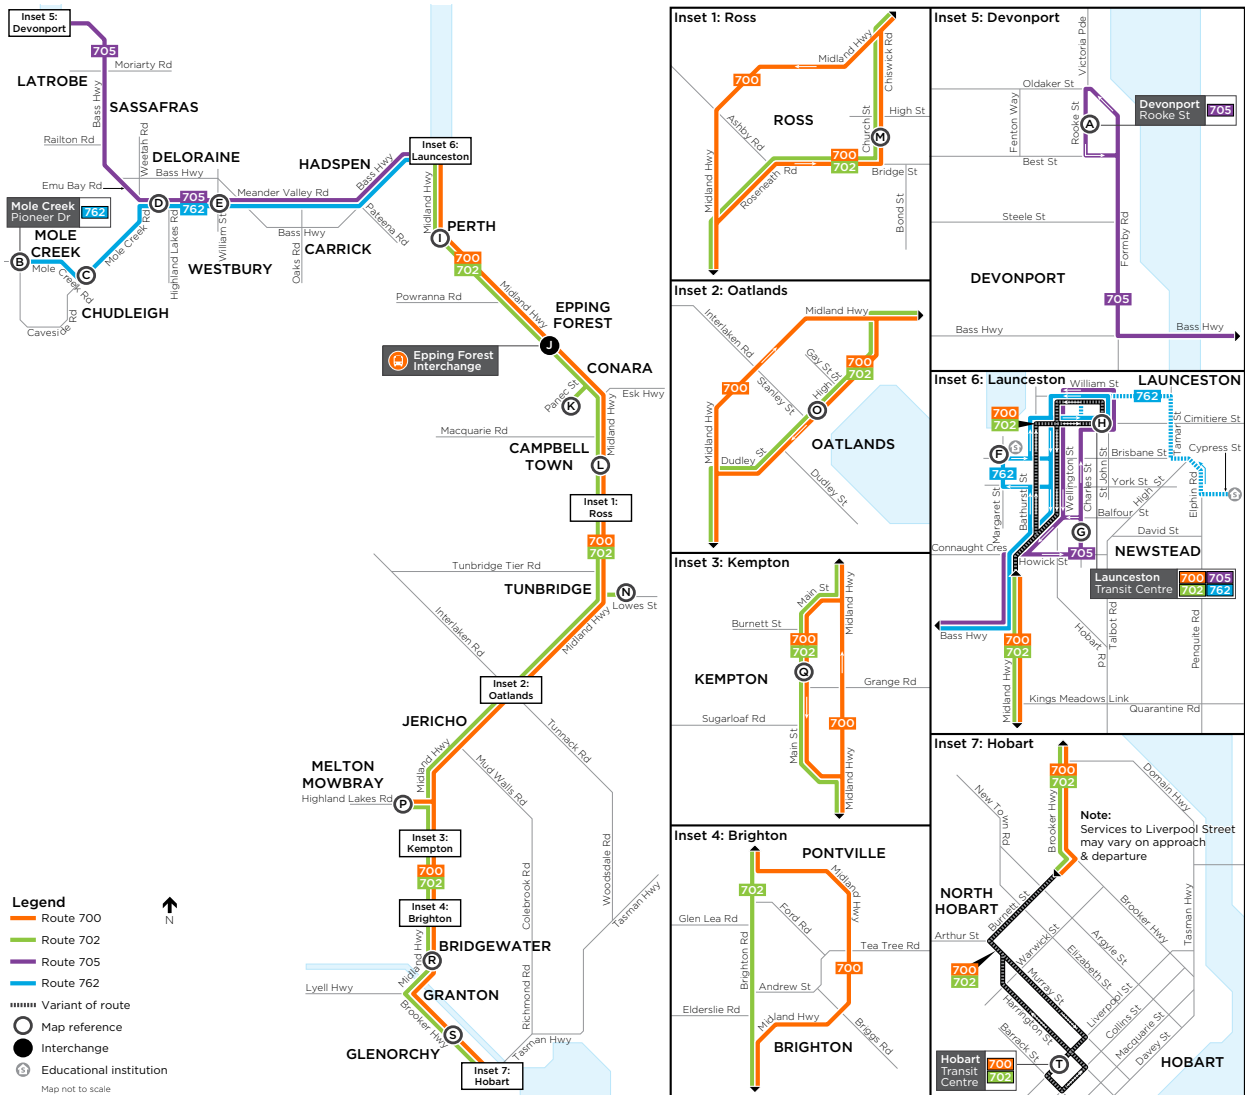 Inset 5:
Devonport
705
Moriarty Rd
LATROBE
Bass Hwy
SASSAFRAS
Railton Rd
Weetah Rd
DELORAINE
Bass Hwy
Emu Bay Rd
HADSPEN
Bass Hwy
Inset 6:
Launceston
Meander Valley Rd
705
762
D
E
Mole Creek
Pioneer Dr
762
MOLE
CREEK
B
Mole Creek Rd
C
Mole Creek Rd
Highland Lakes Rd
William St
WESTBURY
Bass Hwy
Oaks Rd
CARRICK
Pateena Rd
CHUDLEIGH
Caveside Rd
Midland Hwy
I
PERTH
700
702
Powranna Rd
Midland Hwy
EPPING
FOREST
Epping Forest
Interchange
J
CONARA
Panec St
K
Esk Hwy
Midland Hwy
Macquarie Rd
CAMPBELL
TOWN
L
Inset 1:
Ross
700
702
Tunbridge Tier Rd
TUNBRIDGE
N
Lowes St
Midland Hwy
Interlaken Rd
Inset 2:
Oatlands
JERICHO
Midland Hwy
Tunnack Rd
Mud Walls Rd
MELTON
MOWBRAY
Highland Lakes Rd
P
Inset 3:
Kempton
700
702
Inset 4:
Brighton
Colebrook Rd
Woodsdale Rd
Tasman Hwy
Midland Hwy
BRIDGEWATER
R
Lyell Hwy
GRANTON
Brooker Hwy
S
Richmond Rd
Tasman Hwy
GLENORCHY
Inset 7:
Hobart
Legend
N
Route 700
Route 702
Route 705
Route 762
Variant of route
Map reference
Interchange
Educational institution
Map not to scale
Inset 1: Ross
Midland Hwy
Chiswick Rd
700
ROSS
High St
Ashby Rd
Church St
M
700
702
Bridge St
Midland Hwy
Roseneath Rd
Bond St
Inset 2: Oatlands
Midland Hwy
Interlaken Rd
Gay St
High St
700
702
700
Stanley St
O
OATLANDS
Midland Hwy
Dudley St
Dudley St
Inset 3: Kempton
Main St
Midland Hwy
Burnett St
700
702
Q
KEMPTON
Grange Rd
Sugarloaf Rd
700
Main St
Midland Hwy
Inset 4: Brighton
PONTVILLE
702
Midland Hwy
Glen Lea Rd
Ford Rd
Brighton Rd
Tea Tree Rd
700
Andrew St
Elderslie Rd
Midland Hwy
Briggs Rd
BRIGHTON
Inset 5: Devonport
Victoria Pde
Oldaker St
Fenton Way
Rooke St
A
Devonport
Rooke St
705
Best St
Steele St
Formby Rd
DEVONPORT
705
Bass Hwy
Bass Hwy
Inset 6: Launceston
William St
LAUNCESTON
762
700
702
H
Cimitiere St
Tamar St
F
S
Brisbane St
Cypress St
762
Margaret St
Bathurst St
Wellington St
Charles St
St John St
York St
High St
Elphin Rd
S
Balfour St
G
David St
Connaught Cres
705
NEWSTEAD
Howick St
Launceston
Transit Centre
700
705
702
762
Bass Hwy
700
702
Hobart Rd
Talbot Rd
Penquite Rd
Midland Hwy
Kings Meadows Link
Quarantine Rd
Inset 7: Hobart
700
702
Domain Hwy
New Town Rd
Brooker Hwy
Note:
Services to Liverpool Street
may vary on approach
& departure
NORTH
HOBART
Burnett St
Brooker Hwy
Tasman Hwy
Arthur St
Warwick St
Argyle St
Elizabeth St
700
702
Murray St
Harrington St
Liverpool St
Collins St
Macquarie St
Davey St
Barrack St
Hobart
Transit
Centre
700
702
T
HOBART